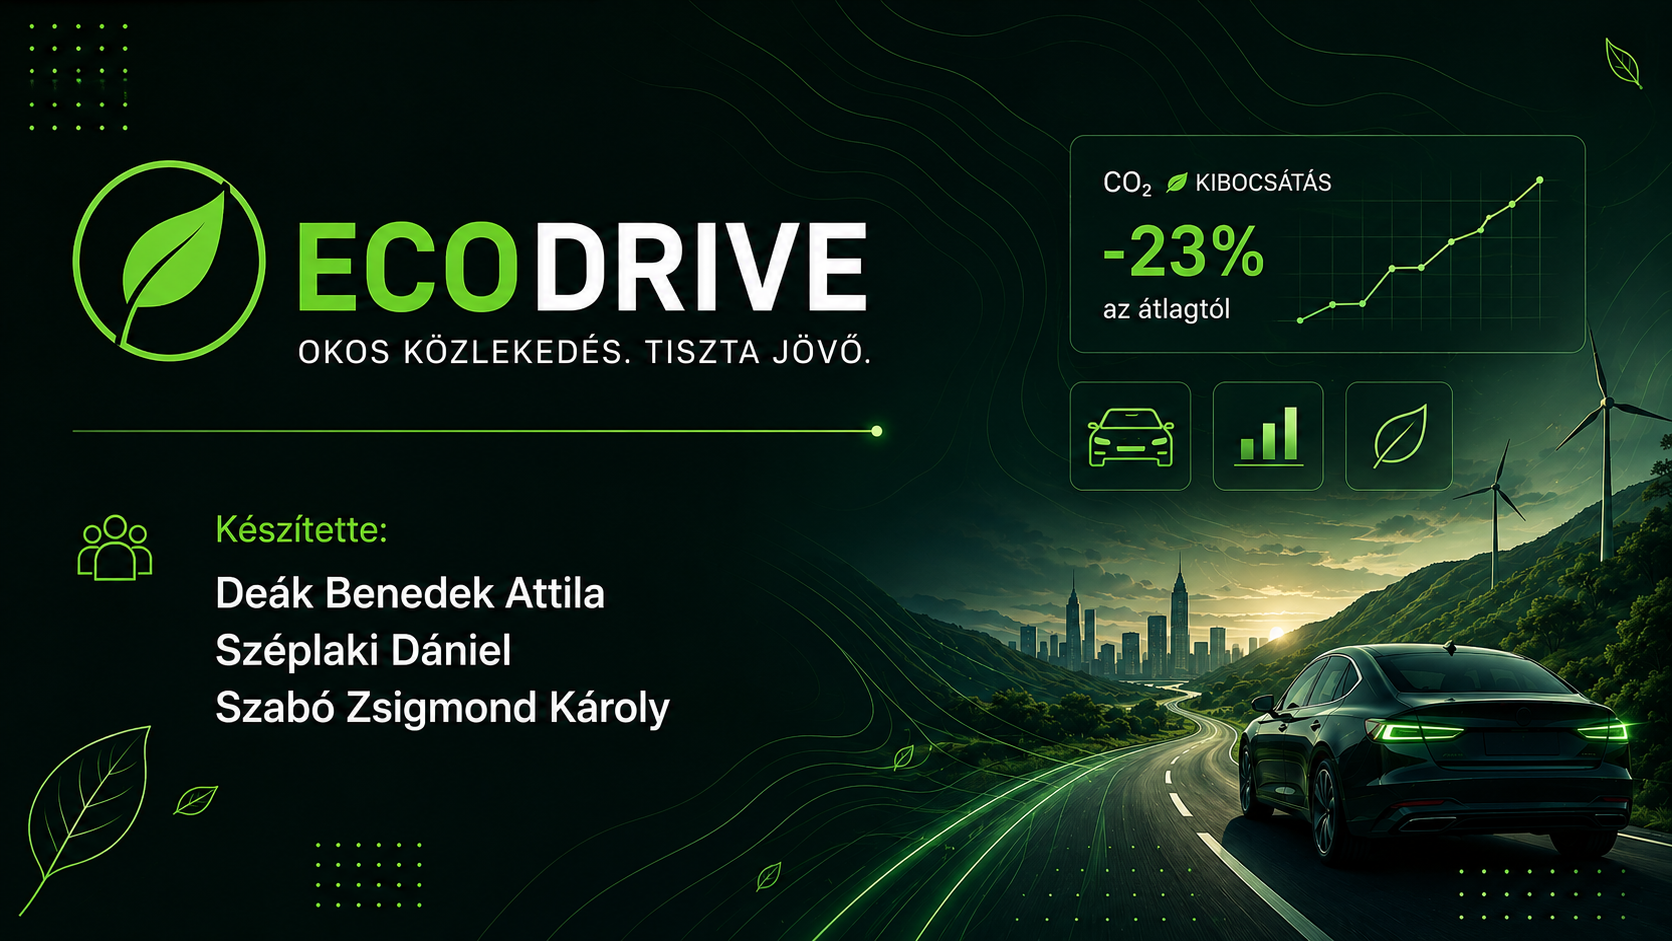 ECODRIVE
OKOS KÖZLEKEDÉS. TISZTA JÖVŐ.
Készítette:
Deák Benedek Attila
Széplaki Dániel
Szabó Zsigmond Károly
CO₂ KIBOCSÁTÁS
-23%
az átlagtól